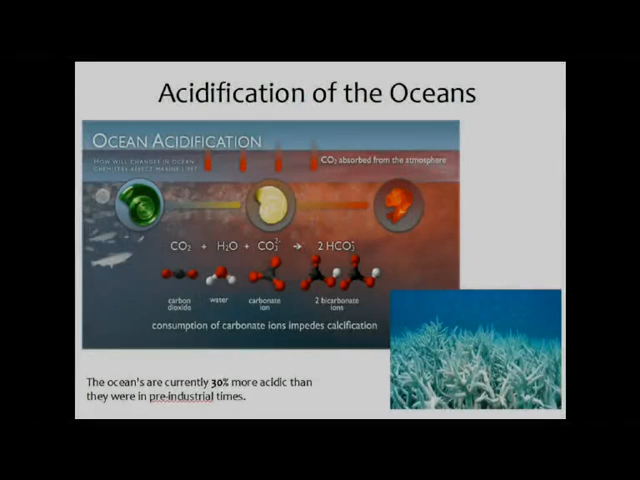 Acidification of the Oceans
OCEAN ACIDIFICATION
HOW WILL CHANGES IN OCEAN
CHEMISTRY AFFECT MARINE LIFE?
CO₂ absorbed from the atmosphere
CO₂ + H₂O + CO₃²⁻ → 2 HCO₃⁻
carbon dioxide
water
carbonate ion
2 bicarbonate ions
consumption of carbonate ions impedes calcification
The ocean's are currently 30% more acidic than
they were in pre-industrial times.